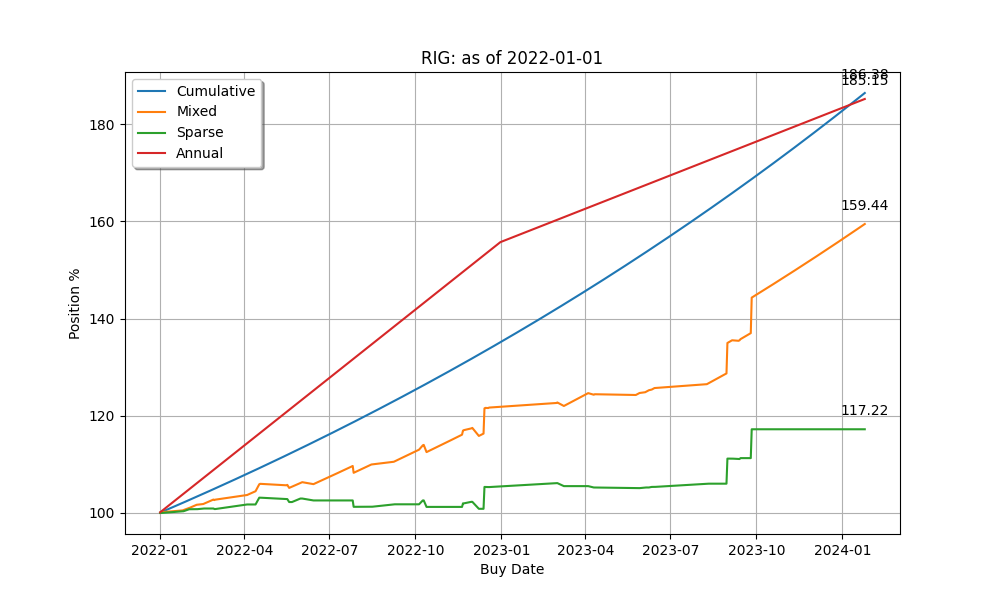 RIG: as of 2022-01-01
Cumulative
Mixed
Sparse
Annual
186.38
185.15
159.44
117.22
180
160
140
120
100
Position %
2022-01
2022-04
2022-07
2022-10
2023-01
2023-04
2023-07
2023-10
2024-01
Buy Date